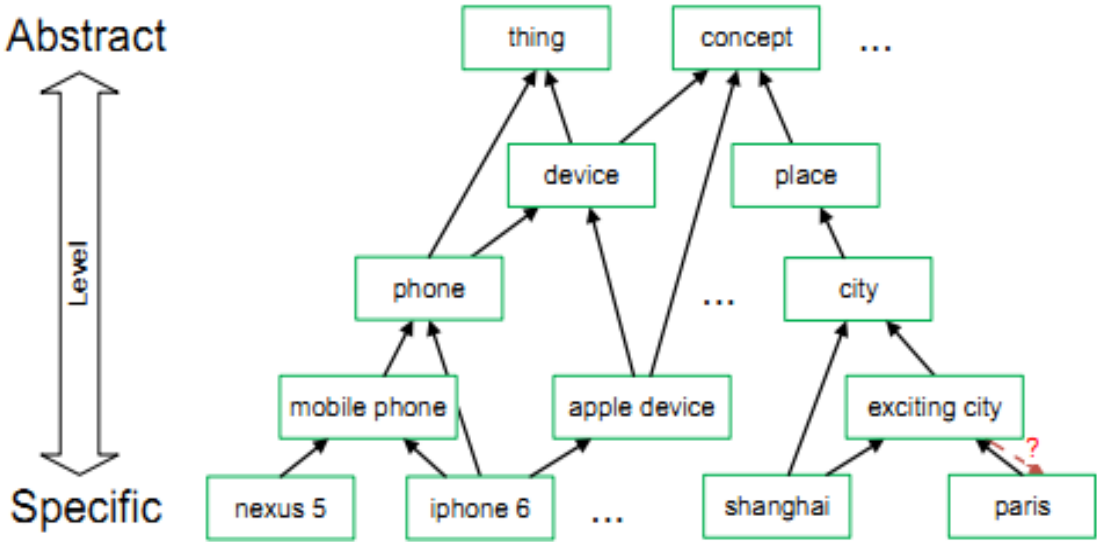 Abstract
thing
concept
...
device
place
Level
phone
...
city
mobile phone
apple device
exciting city
?
Specific
nexus 5
iphone 6
...
shanghai
paris